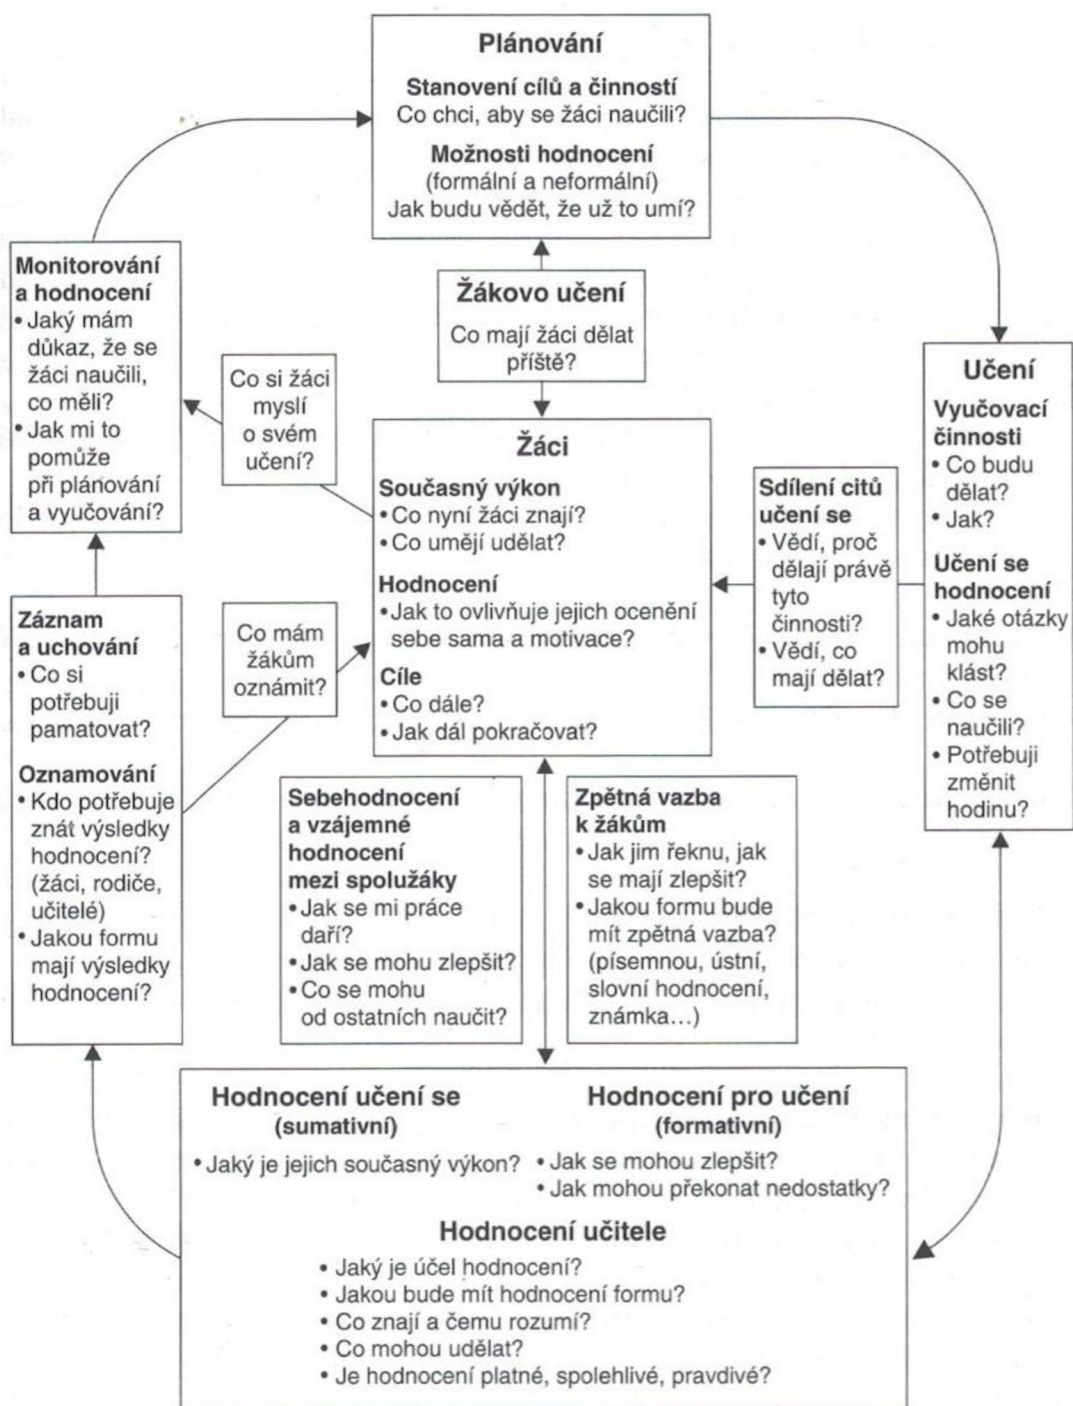 Plánování
Stanovení cílů a činností
Co chci, aby se žáci naučili?
Možnosti hodnocení
(formální a neformální)
Jak budu vědět, že už to umí?
Monitorování
a hodnocení
• Jaký mám
důkaz, že se
žáci naučili,
co měli?
• Jak mi to
pomůže
při plánování
a vyučování?
Žákovo učení
Co mají žáci dělat
příště?
Co si žáci
myslí
o svém
učení?
Žáci
Současný výkon
• Co nyní žáci znají?
• Co umějí udělat?
Hodnocení
• Jak to ovlivňuje jejich ocenění
sebe sama a motivace?
Cíle
• Co dále?
• Jak dál pokračovat?
Sdílení citů
učení se
• Vědí, proč
dělají právě
tyto
činnosti?
• Vědí, co
mají dělat?
Učení
Vyučovací
činnosti
• Co budu
dělat?
• Jak?
Učení se
hodnocení
• Jaké otázky
mohu
klást?
• Co se
naučili?
• Potřebuji
změnit
hodinu?
Záznam
a uchování
• Co si
potřebuji
pamatovat?
Oznamování
• Kdo potřebuje
znát výsledky
hodnocení?
(žáci, rodiče,
učitelé)
• Jakou formu
mají výsledky
hodnocení?
Co mám
žákům
oznámit?
Sebehodnocení
a vzájemné
hodnocení
mezi spolužáky
• Jak se mi práce
daří?
• Jak se mohu zlepšit?
• Co se mohu
od ostatních naučit?
Zpětná vazba
k žákům
• Jak jim řeknu, jak
se mají zlepšit?
• Jakou formu bude
mít zpětná vazba?
(písemnou, ústní,
slovní hodnocení,
známka...)
Hodnocení učení se
(sumativní)
• Jaký je jejich současný výkon?
Hodnocení pro učení
(formativní)
• Jak se mohou zlepšit?
• Jak mohou překonat nedostatky?
Hodnocení učitele
• Jaký je účel hodnocení?
• Jakou bude mít hodnocení formu?
• Co znají a čemu rozumí?
• Co mohou udělat?
• Je hodnocení platné, spolehlivé, pravdivé?